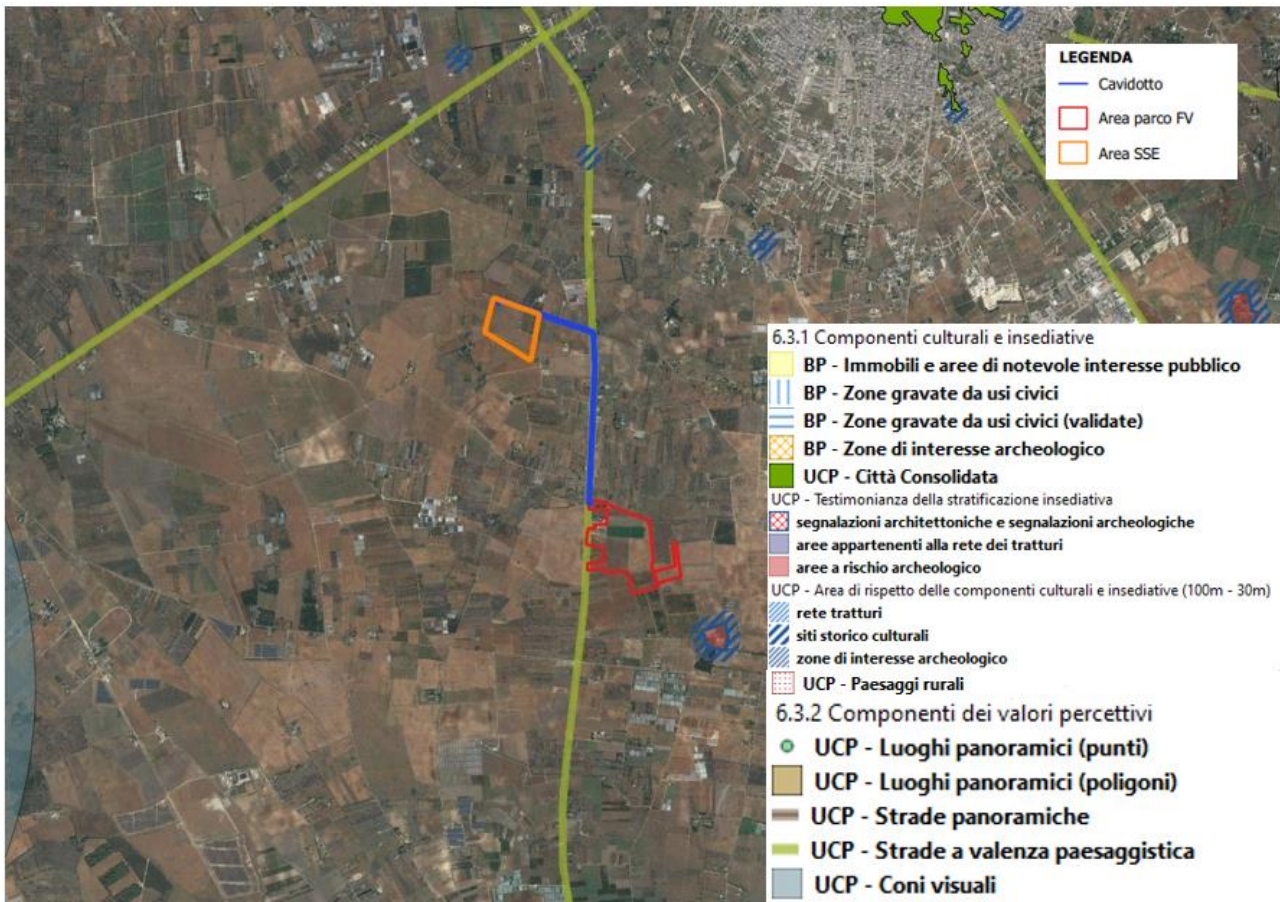 LEGENDA
Cavidotto
Area parco FV
Area SSE
6.3.1 Componenti culturali e insediative
BP - Immobili e aree di notevole interesse pubblico
BP - Zone gravate da usi civici
BP - Zone gravate da usi civici (validate)
BP - Zone di interesse archeologico
UCP - Città Consolidata
UCP - Testimonianza della stratificazione insediativa
segnalazioni architettoniche e segnalazioni archeologiche
aree appartenenti alla rete dei tratturi
aree a rischio archeologico
UCP - Area di rispetto delle componenti culturali e insediative (100m - 30m)
rete tratturi
siti storico culturali
zone di interesse archeologico
UCP - Paesaggi rurali
6.3.2 Componenti dei valori percettivi
UCP - Luoghi panoramici (punti)
UCP - Luoghi panoramici (poligoni)
UCP - Strade panoramiche
UCP - Strade a valenza paesaggistica
UCP - Coni visuali